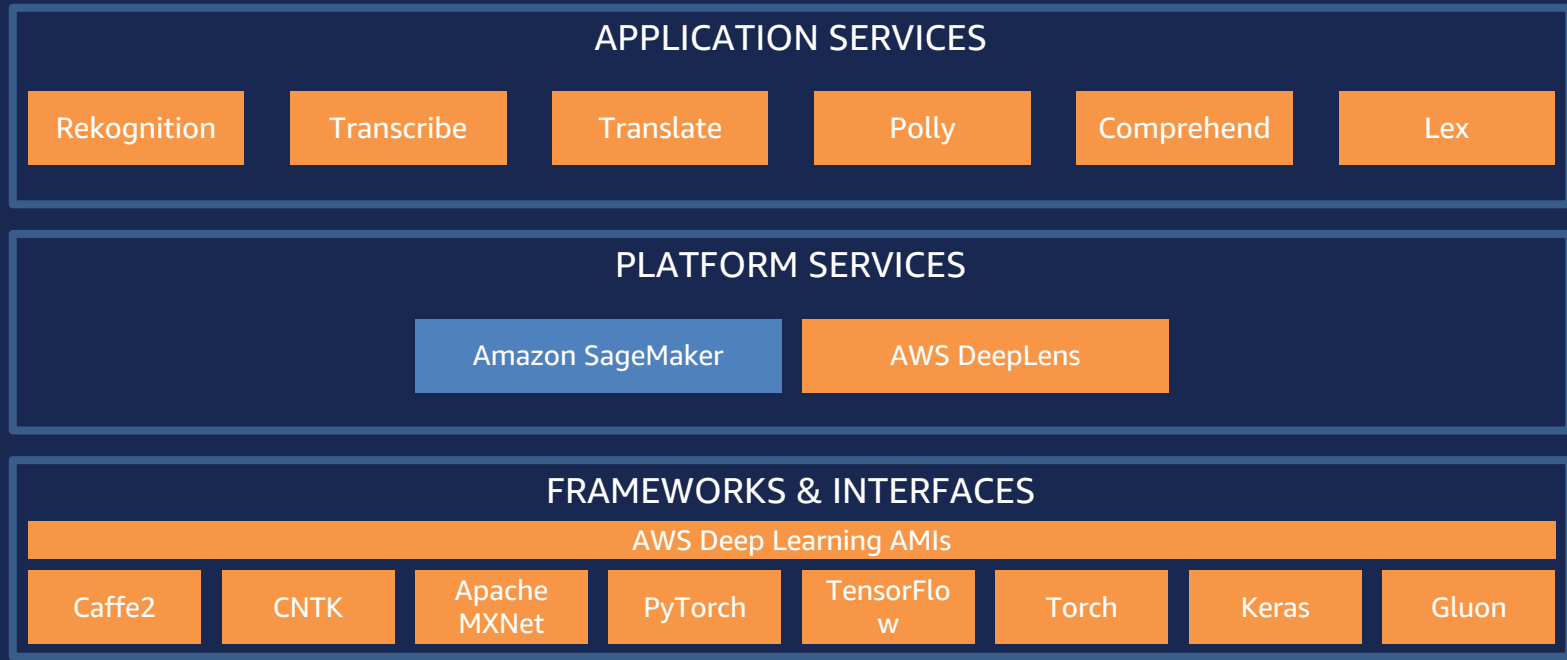 APPLICATION SERVICES
Rekognition
Transcribe
Translate
Polly
Comprehend
Lex
PLATFORM SERVICES
Amazon SageMaker
AWS DeepLens
FRAMEWORKS & INTERFACES
AWS Deep Learning AMIs
Caffe2
CNTK
Apache
MXNet
PyTorch
TensorFlo
w
Torch
Keras
Gluon